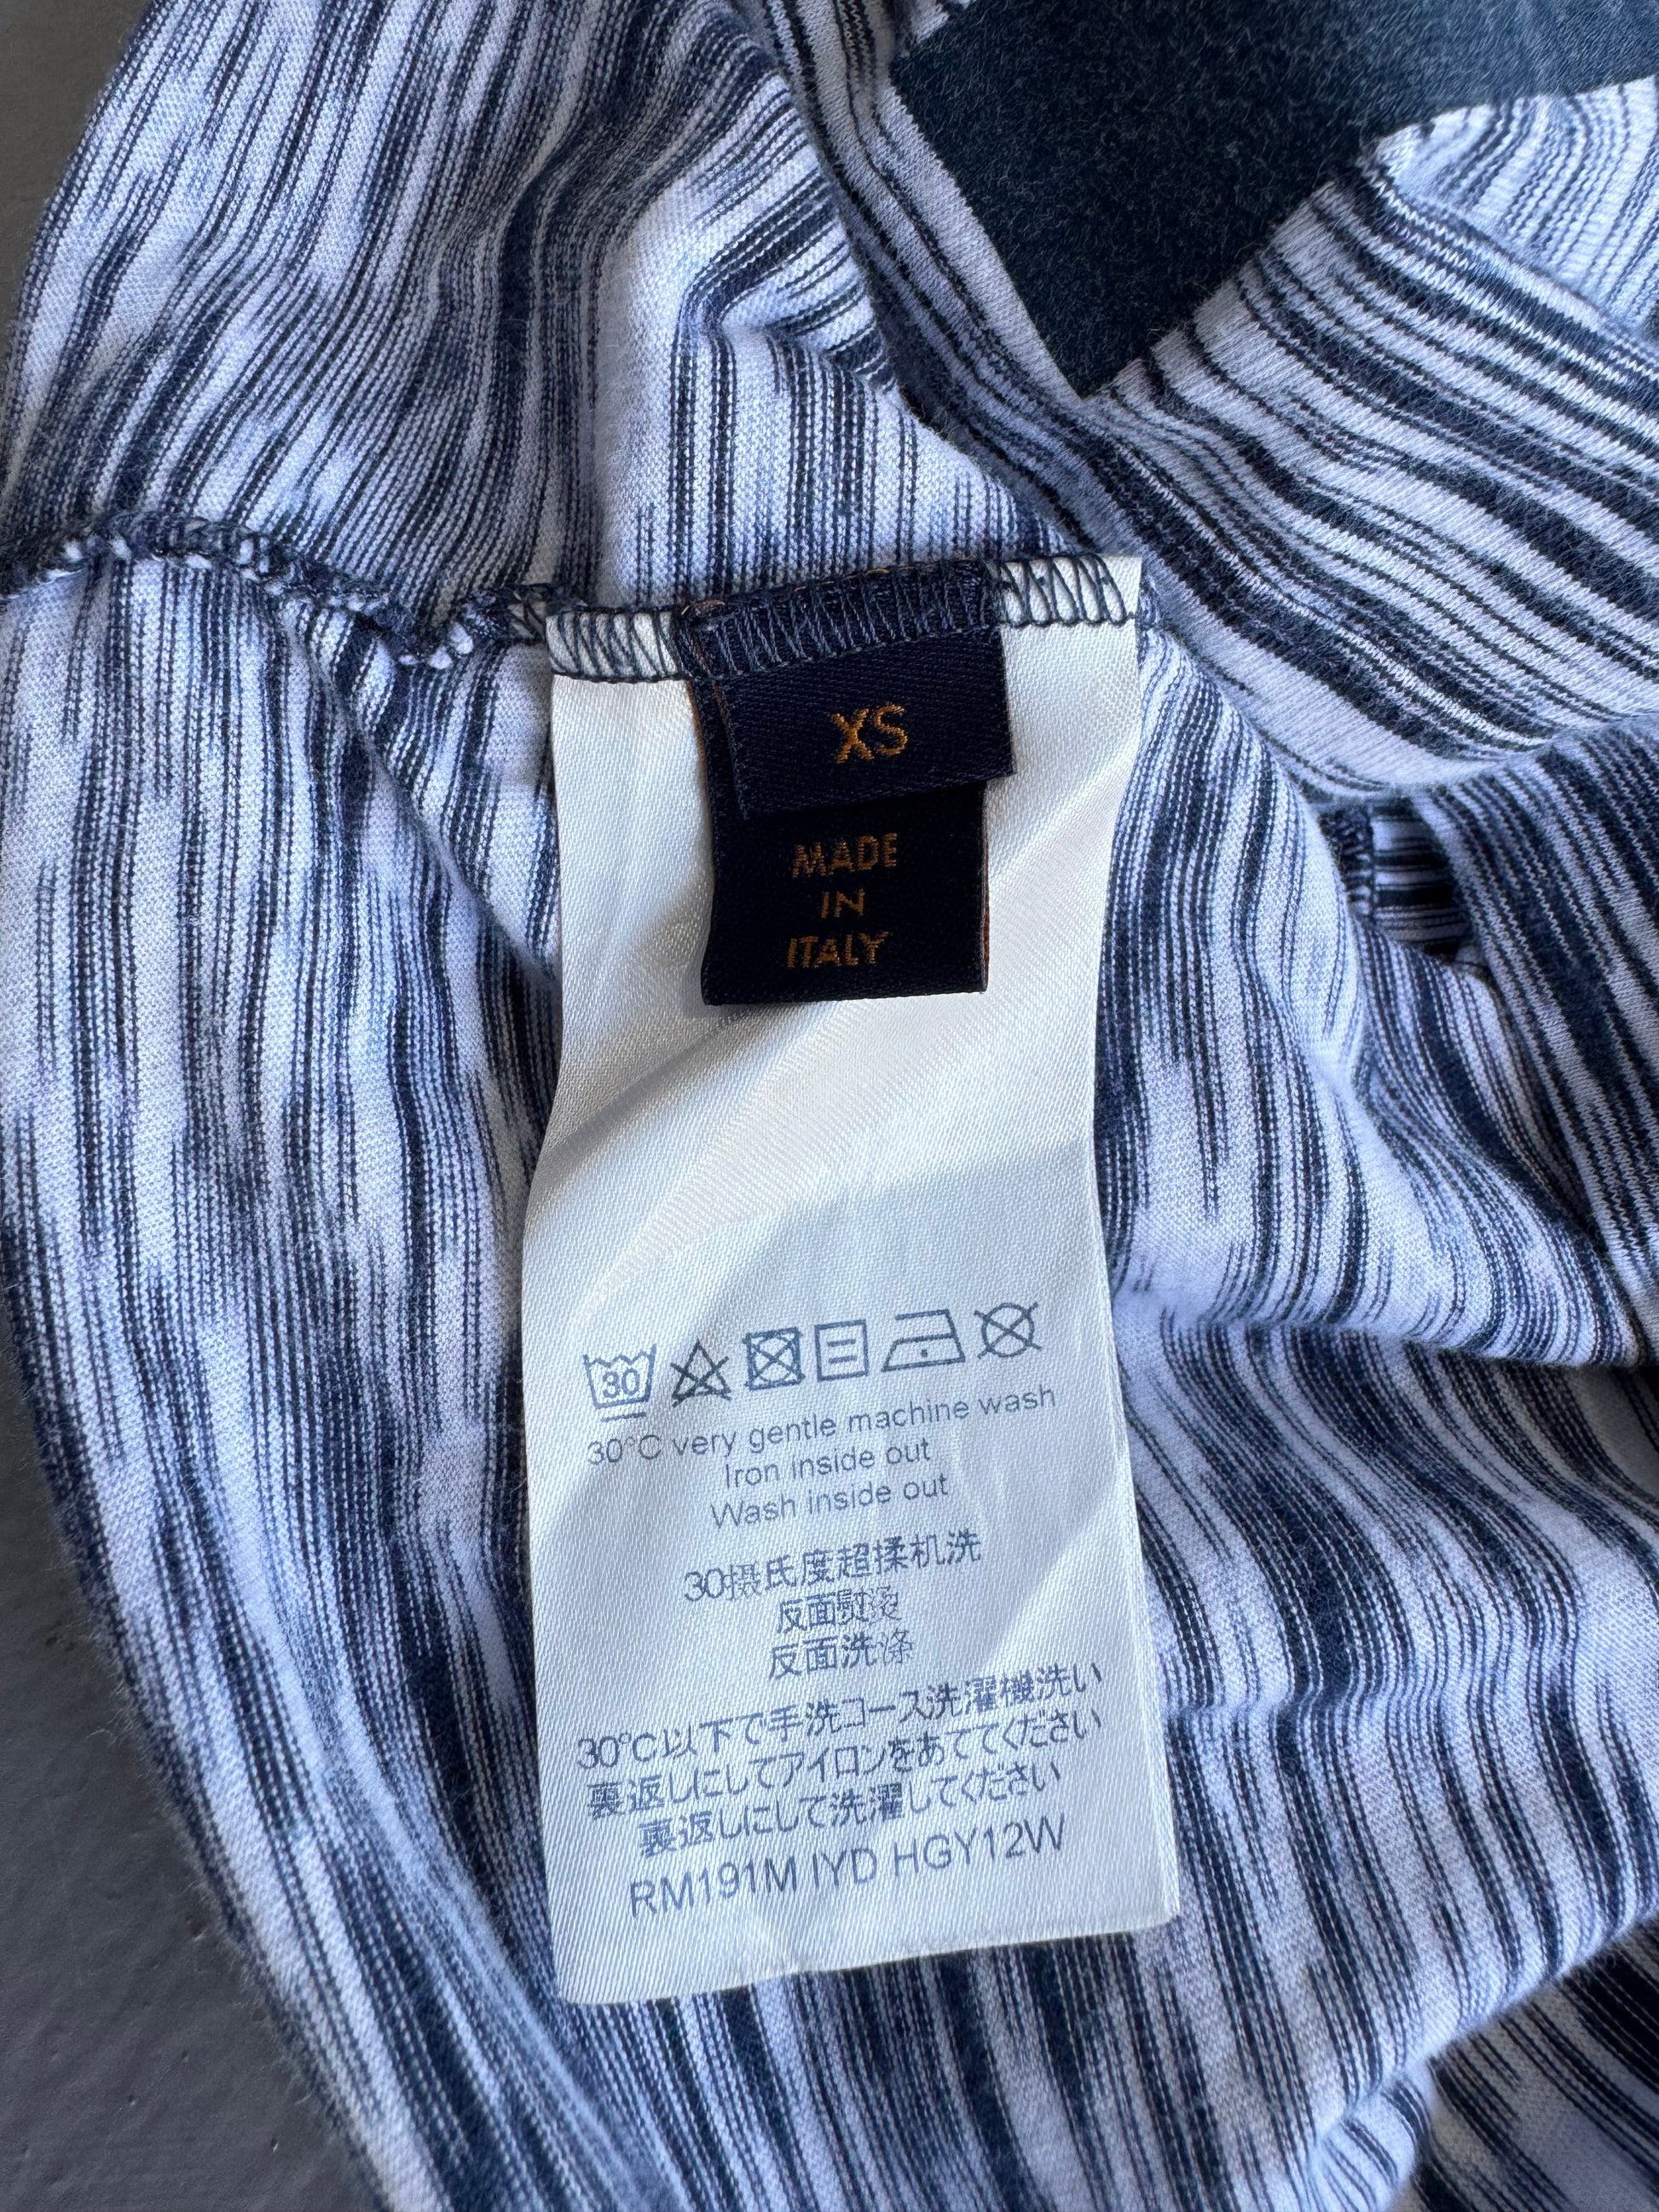 XS
MADE
IN
ITALY
30
30°C very gentle machine wash
Iron inside out
Wash inside out
30摄氏度超揉机洗
反面熨烫
反面洗涤
30°C以下で手洗コース洗濯機洗い
裏返しにしてアイロンをあててください
裏返しにして洗濯してください
RM191M IYD HGY12W